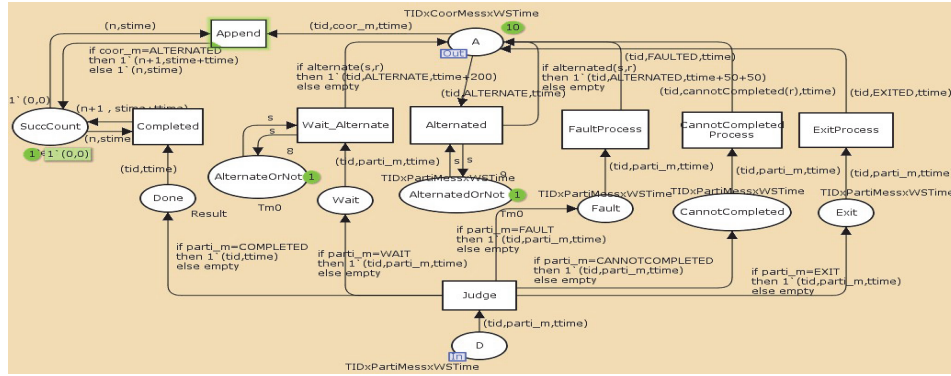 TIDxCoorMessxWSTime
(n,stime)
Append
(tid,coor_m,ttime)
A
10
Out
if coor_m=ALTERNATED
then 1`(n+1,stime+ttime)
else 1`(n,stime)
(tid,FAULTED,ttime)
if alternate(s,r)
then 1`(tid,ALTERNATE,ttime+200)
else empty
if alternated(s,r)
then 1`(tid,ALTERNATED,ttime+50+50)
else empty
(tid,ALTERNATE,ttime)
(tid,cannotCompleted(r),ttime)
(tid,EXITED,ttime)
1`(0,0)
(n+1 , stime+ttime)
SuccCount
Completed
Wait_Alternate
Alternated
FaultProcess
CannotCompleted
Process
ExitProcess
(n,stime)
1
1`(0,0)
s
s
8
s
s
(tid,ttime)
(tid,parti_m,ttime)
(tid,parti_m,ttime)
(tid,parti_m,ttime)
(tid,parti_m,ttime)
AlternateOrNot
1
Tm0
TIDxPartiMessxWSTime
AlternatedOrNot
1
Tm0
TIDxPartiMessxWSTime
TIDxPartiMessxWSTime
Done
Result
Wait
Fault
CannotCompleted
Exit
if parti_m=COMPLETED
then 1`(tid,ttime)
else empty
if parti_m=WAIT
then 1`(tid,parti_m,ttime)
else empty
if parti_m=FAULT
then 1`(tid,parti_m,ttime)
else empty
if parti_m=CANNOTCOMPLETED
then 1`(tid,parti_m,ttime)
else empty
if parti_m=EXIT
then 1`(tid,parti_m,ttime)
else empty
Judge
(tid,parti_m,ttime)
D
In
TIDxPartiMessxWSTime